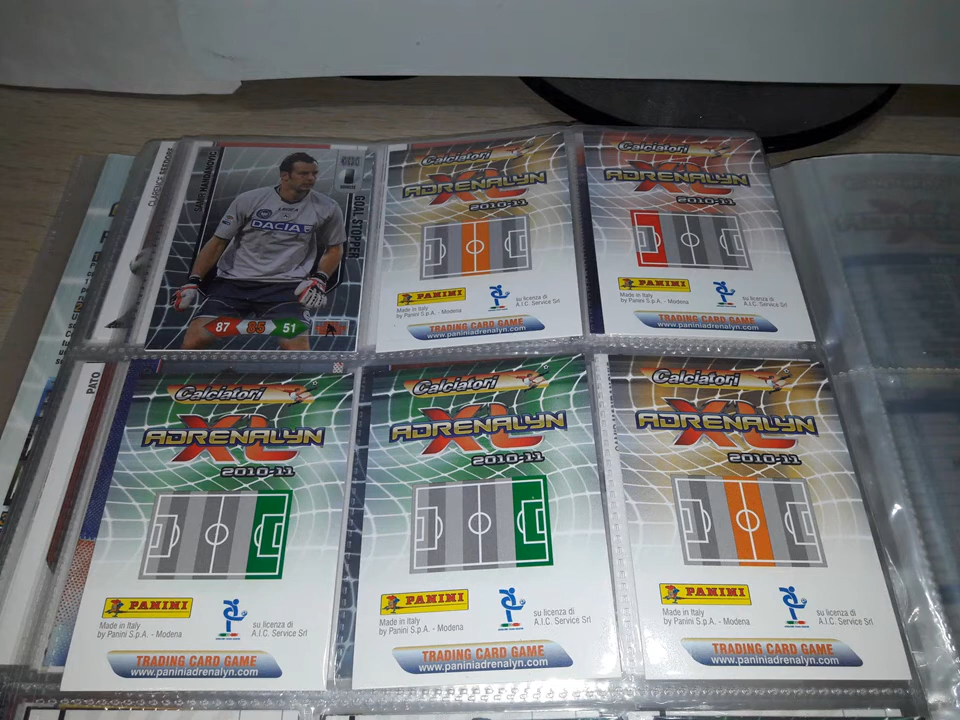 CLARENCE SEEDORF
SAMIR HANDANOVIC
GOAL STOPPER
DACIA
87 85 51
Calciatori
ADRENALYN
XL
2010-11
PANINI
Made in Italy
by Panini S.p.A. - Modena
su licenza di
A.I.C. Service Srl
TRADING CARD GAME
www.paniniadrenalyn.com
Calciatori
ADRENALYN
XL
2010-11
PANINI
Made in Italy
by Panini S.p.A. - Modena
su licenza di
A.I.C. Service Srl
TRADING CARD GAME
www.paniniadrenalyn.com
PATO
Calciatori
ADRENALYN
XL
2010-11
PANINI
Made in Italy
by Panini S.p.A. - Modena
su licenza di
A.I.C. Service Srl
TRADING CARD GAME
www.paniniadrenalyn.com
Calciatori
ADRENALYN
XL
2010-11
PANINI
Made in Italy
by Panini S.p.A. - Modena
su licenza di
A.I.C. Service Srl
TRADING CARD GAME
www.paniniadrenalyn.com
Calciatori
ADRENALYN
XL
2010-11
PANINI
Made in Italy
by Panini S.p.A. - Modena
su licenza di
A.I.C. Service Srl
TRADING CARD GAME
www.paniniadrenalyn.com